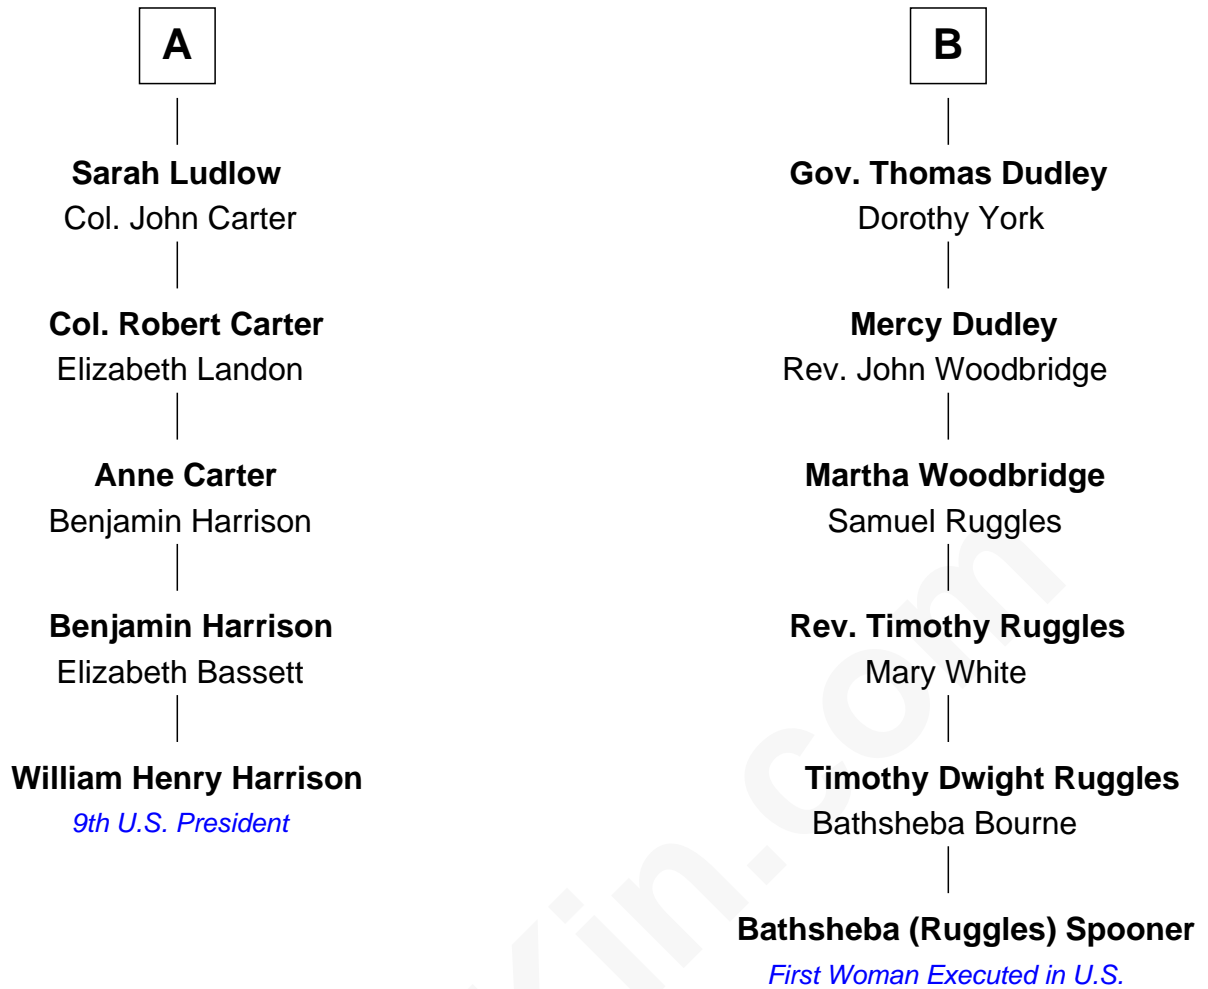 A
Sarah Ludlow
Col. John Carter
Col. Robert Carter
Elizabeth Landon
Anne Carter
Benjamin Harrison
Benjamin Harrison
Elizabeth Bassett
William Henry Harrison
9th U.S. President
B
Gov. Thomas Dudley
Dorothy York
Mercy Dudley
Rev. John Woodbridge
Martha Woodbridge
Samuel Ruggles
Rev. Timothy Ruggles
Mary White
Timothy Dwight Ruggles
Bathsheba Bourne
Bathsheba (Ruggles) Spooner
First Woman Executed in U.S.
Kin.com